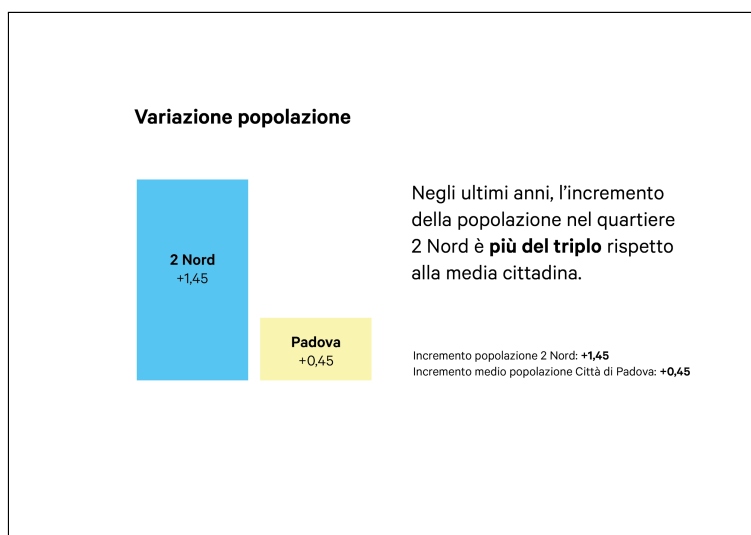 Variazione popolazione
2 Nord
+1,45
Padova
+0,45
Negli ultimi anni, l’incremento
della popolazione nel quartiere
2 Nord è più del triplo rispetto
alla media cittadina.
Incremento popolazione 2 Nord: +1,45
Incremento medio popolazione Città di Padova: +0,45